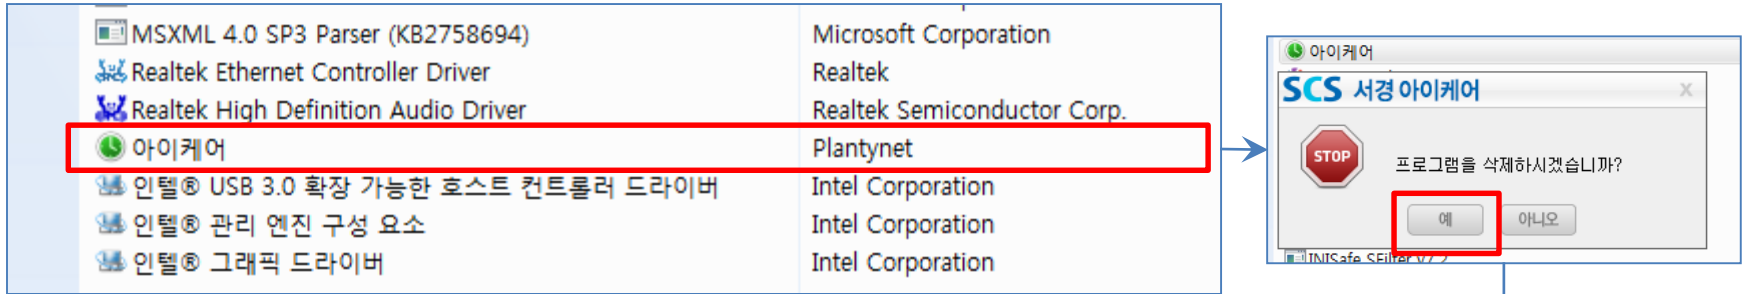 MSXML 4.0 SP3 Parser (KB2758694) Microsoft Corporation
Realtek Ethernet Controller Driver Realtek
Realtek High Definition Audio Driver Realtek Semiconductor Corp.
아이케어 Plantynet
인텔® USB 3.0 확장 가능한 호스트 컨트롤러 드라이버 Intel Corporation
인텔® 관리 엔진 구성 요소 Intel Corporation
인텔® 그래픽 드라이버 Intel Corporation
아이케어
SCS 서경 아이케어 x
STOP
프로그램을 삭제하시겠습니까?
예 아니오
INISafe SFilter v7.2